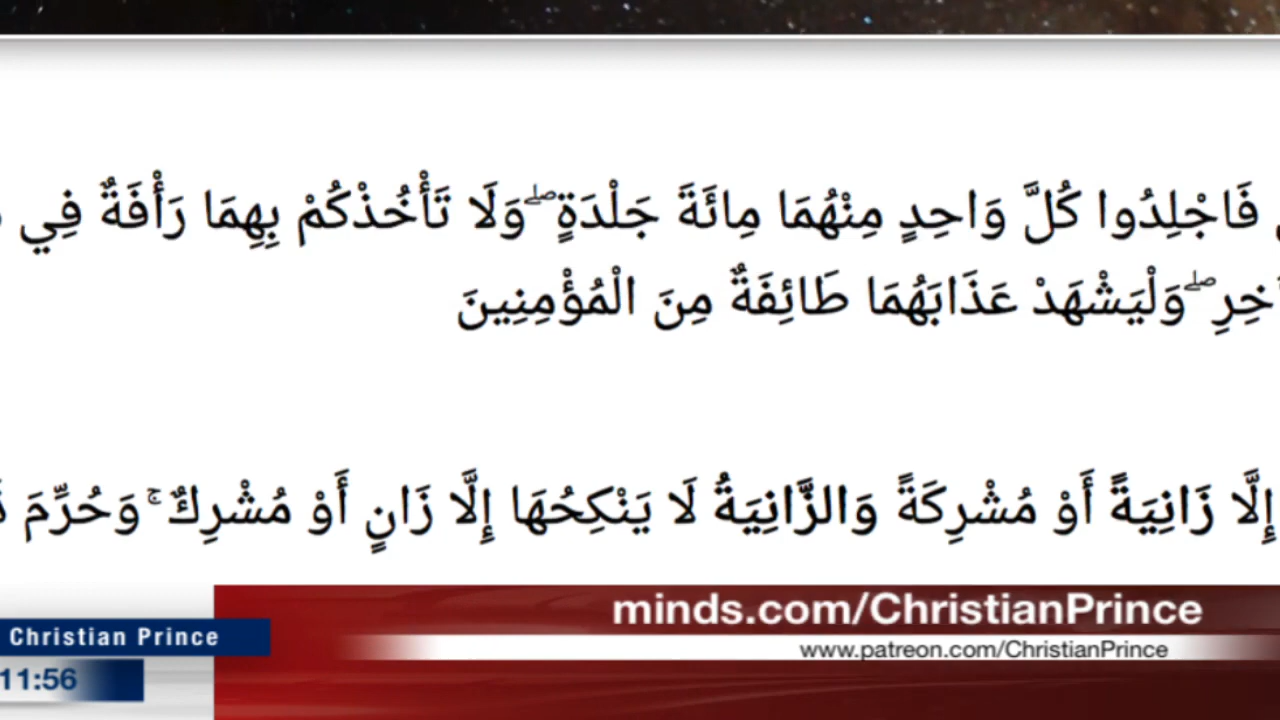 فَاجْلِدُوا كُلَّ وَاحِدٍ مِنْهُمَا مِائَةَ جَلْدَةٍ ۖ وَلَا تَأْخُذْكُمْ بِهِمَا رَأْفَةٌ فِي
وَلْيَشْهَدْ عَذَابَهُمَا طَائِفَةٌ مِنَ الْمُؤْمِنِينَ
إِلَّا زَانِيَةً أَوْ مُشْرِكَةً وَالزَّانِيَةُ لَا يَنْكِحُهَا إِلَّا زَانٍ أَوْ مُشْرِكٌ ۚ وَحُرِّمَ
minds.com/ChristianPrince
Christian Prince
www.patreon.com/ChristianPrince
11:56